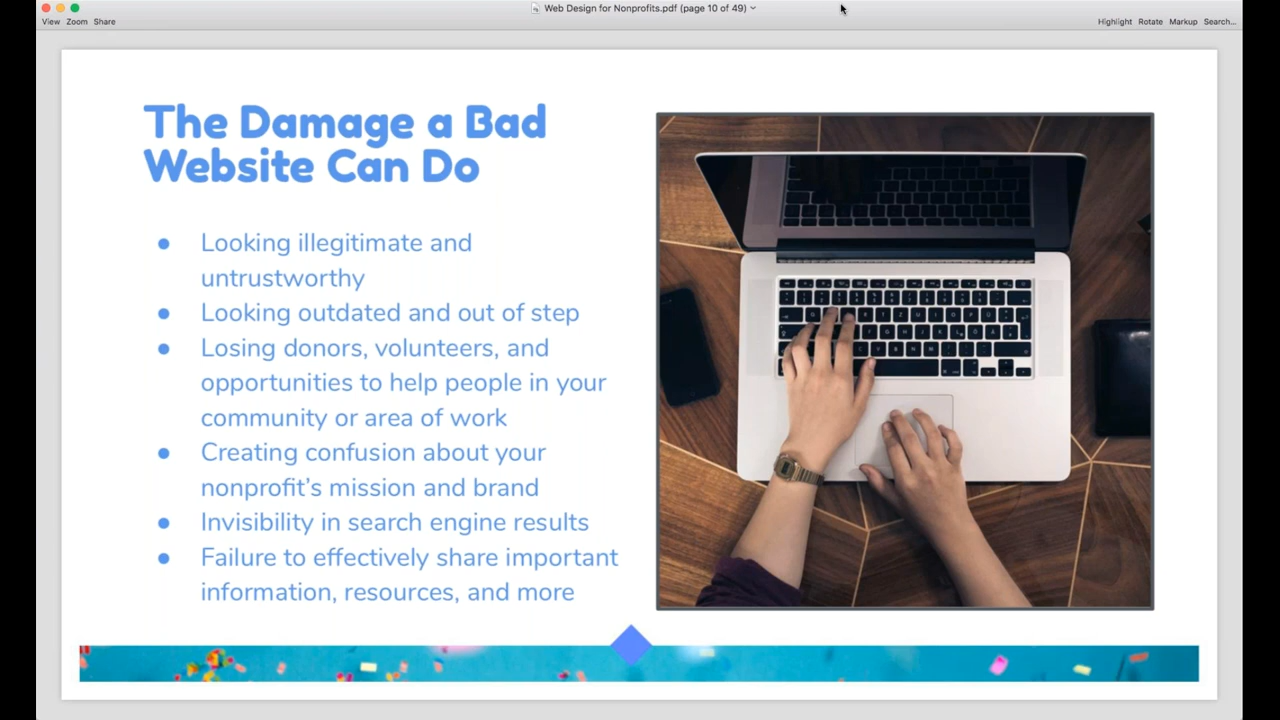 Web Design for Nonprofits.pdf (page 10 of 49)
View Zoom Share
Highlight Rotate Markup Search...
The Damage a Bad
Website Can Do
● Looking illegitimate and
untrustworthy
● Looking outdated and out of step
● Losing donors, volunteers, and
opportunities to help people in your
community or area of work
● Creating confusion about your
nonprofit's mission and brand
● Invisibility in search engine results
● Failure to effectively share important
information, resources, and more